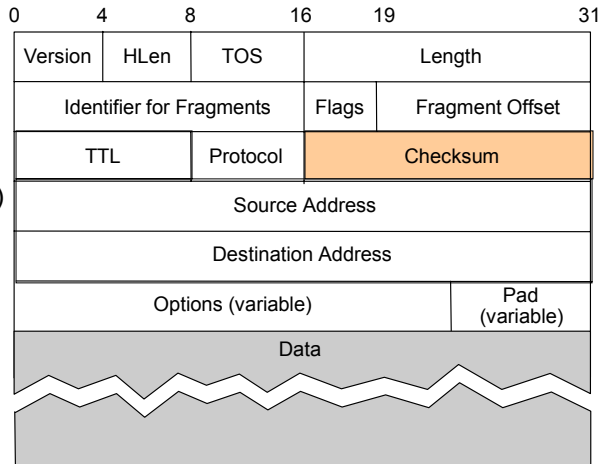 0 4 8 16 19 31
Version HLen TOS Length
Identifier for Fragments Flags Fragment Offset
TTL Protocol Checksum
)
Source Address
Destination Address
Options (variable) Pad
(variable)
Data